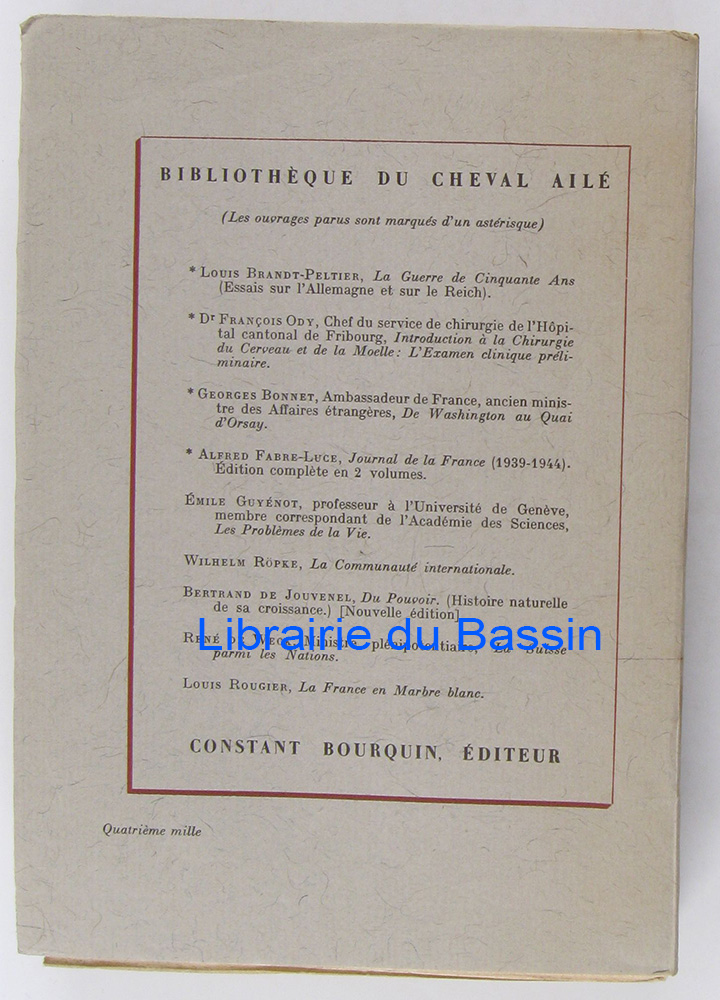 BIBLIOTHÈQUE DU CHEVAL AILÉ
(Les ouvrages parus sont marqués d'un astérisque)
* LOUIS BRANDT-PELTIER, La Guerre de Cinquante Ans
(Essais sur l'Allemagne et sur le Reich).
* Dr FRANÇOIS ODY, Chef du service de chirurgie de l'Hôpi-
tal cantonal de Fribourg, Introduction à la Chirurgie
du Cerveau et de la Moelle: L'Examen clinique préli-
minaire.
* GEORGES BONNET, Ambassadeur de France, ancien minis-
tre des Affaires étrangères, De Washington au Quai
d'Orsay.
* ALFRED FABRE-LUCE, Journal de la France (1939-1944).
Édition complète en 2 volumes.
ÉMILE GUYÉNOT, professeur à l'Université de Genève,
membre correspondant de l'Académie des Sciences,
Les Problèmes de la Vie.
WILHELM RÖPKE, La Communauté internationale.
BERTRAND DE JOUVENEL, Du Pouvoir. (Histoire naturelle
de sa croissance.) [Nouvelle édition]
Librairie du Bassin
RENÉ DE WECK, Ministre plénipotentiaire, La Suisse
parmi les Nations.
LOUIS ROUGIER, La France en Marbre blanc.
CONSTANT BOURQUIN, ÉDITEUR
Quatrième mille